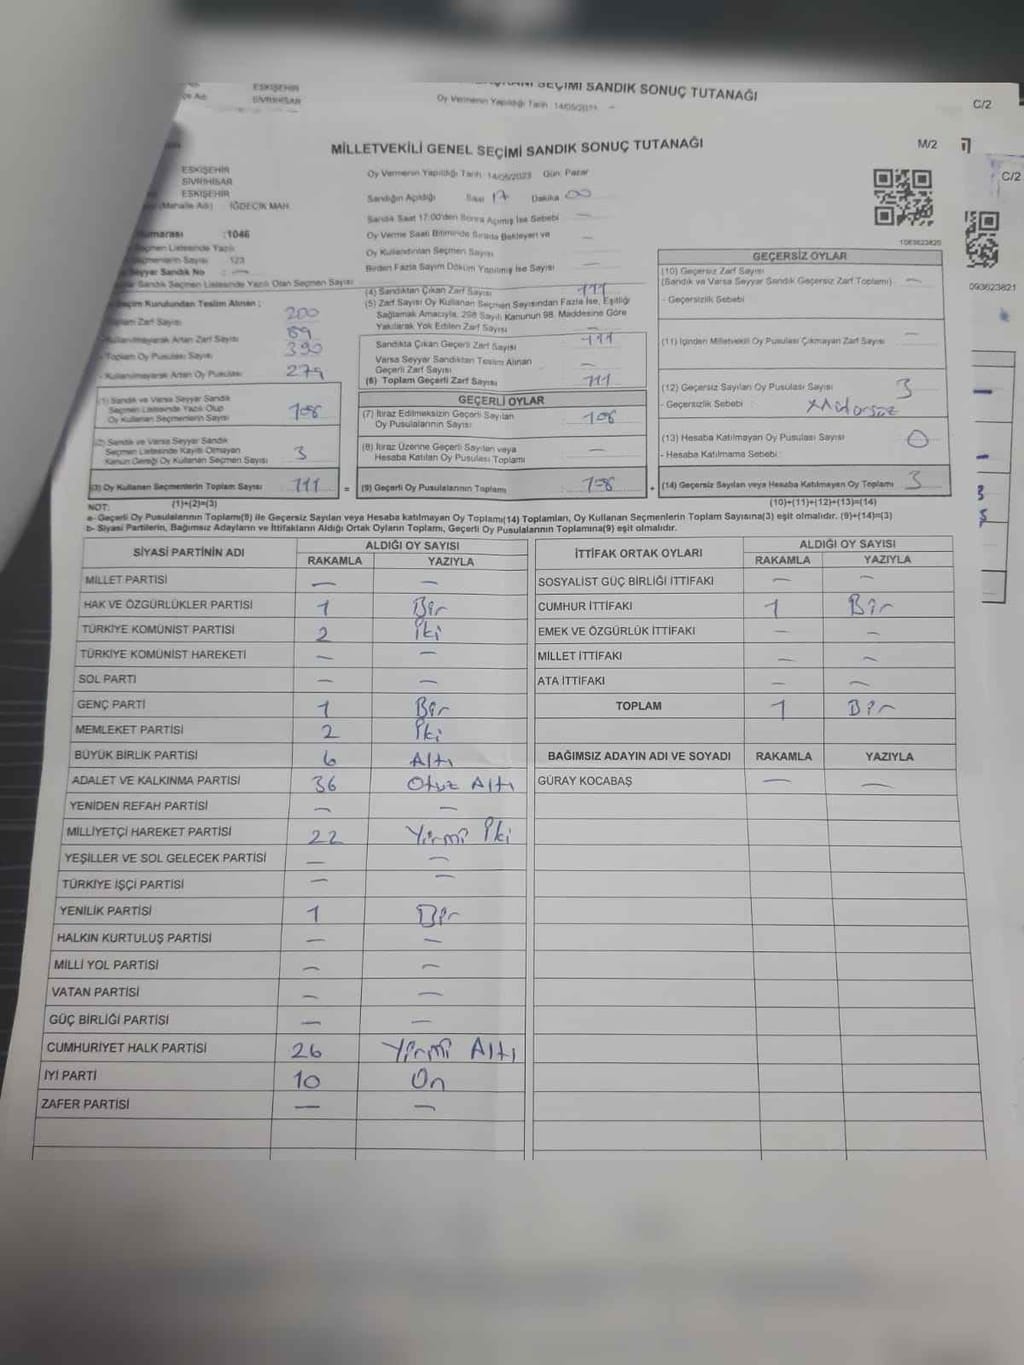 ESKİŞEHİR
SİVRİHİSAR
SEÇİMİ SANDIK SONUÇ TUTANAĞI
Oy Vermenin Yapıldığı Tarih
C/2
MİLLETVEKİLİ GENEL SEÇİMİ SANDIK SONUÇ TUTANAĞI
M/2
C/2
ESKİŞEHİR
SİVRİHİSAR
ESKİŞEHİR
(Mahalle Adı) İĞDECİK MAH.
Oy Vermenin Yapıldığı Tarih 14/05/2023 Gün Pazar
Sandığın Açıldığı Saat 17 Dakika 00
Sandık Saat 17:00'den Sonra Açılmış İse Sebebi —
Oy Verme Saati Bitiminde Sırada Bekleyen ve
Oy Kullandırılan Seçmen Sayısı —
Birden Fazla Sayım Döküm Yapılmış İse Sayısı —
1093623820
093623821
:1046
Seçmen Listesinde Yazılı
Seçmenlerin Sayısı 123
Seyyar Sandık No : —
Sandık Seçmen Listesinde Yazılı Olan Seçmen Sayısı
Seçim Kurulundan Teslim Alınan ;
Toplam Zarf Sayısı 200
Kullanılmayarak Artan Zarf Sayısı 89
- Toplam Oy Pusulası Sayısı 390
- Kullanılmayarak Artan Oy Pusulası 279
(1) Sandık ve Varsa Seyyar Sandık
Seçmen Listesinde Yazılı Olup
Oy Kullanan Seçmenlerin Sayısı 108
(2) Sandık ve Varsa Seyyar Sandık
Seçmen Listesinde Kayıtlı Olmayan
Kanun Gereği Oy Kullanan Seçmen Sayısı 3
(3) Oy Kullanan Seçmenlerin Toplam Sayısı 111 =
(1)+(2)=(3)
(4) Sandıktan Çıkan Zarf Sayısı 111
(5) Zarf Sayısı Oy Kullanan Seçmen Sayısından Fazla İse, Eşitliği
Sağlamak Amacıyla, 298 Sayılı Kanunun 98. Maddesine Göre
Yakılarak Yok Edilen Zarf Sayısı —
Sandıkta Çıkan Geçerli Zarf Sayısı 111
Varsa Seyyar Sandıktan Teslim Alınan
Geçerli Zarf Sayısı —
(6) Toplam Geçerli Zarf Sayısı 111
GEÇERLİ OYLAR
(7) İtiraz Edilmeksizin Geçerli Sayılan
Oy Pusulalarının Sayısı : 108
(8) İtiraz Üzerine Geçerli Sayılan veya
Hesaba Katılan Oy Pusulası Toplamı —
(9) Geçerli Oy Pusulalarının Toplamı : 108 +
GEÇERSİZ OYLAR
(10) Geçersiz Zarf Sayısı
(Sandık ve Varsa Seyyar Sandık Geçersiz Zarf Toplamı) —
- Geçersizlik Sebebi
(11) İçinden Milletvekili Oy Pusulası Çıkmayan Zarf Sayısı —
(12) Geçersiz Sayılan Oy Pusulası Sayısı 3
- Geçersizlik Sebebi : Mühürsüz
(13) Hesaba Katılmayan Oy Pusulası Sayısı 0
- Hesaba Katılmama Sebebi :
(14) Geçersiz Sayılan veya Hesaba Katılmayan Oy Toplamı 3
(10)+(11)+(12)+(13)=(14)
NOT:
a- Geçerli Oy Pusulalarının Toplamı(9) ile Geçersiz Sayılan veya Hesaba katılmayan Oy Toplamı(14) Toplamları, Oy Kullanan Seçmenlerin Toplam Sayısına(3) eşit olmalıdır. (9)+(14)=(3)
b- Siyasi Partilerin, Bağımsız Adayların ve İttifakların Aldığı Ortak Oyların Toplamı, Geçerli Oy Pusulalarının Toplamına(9) eşit olmalıdır.
SİYASİ PARTİNİN ADI
ALDIĞI OY SAYISI
RAKAMLA YAZIYLA
MİLLET PARTİSİ — —
HAK VE ÖZGÜRLÜKLER PARTİSİ 1 Bir
TÜRKİYE KOMÜNİST PARTİSİ 2 İki
TÜRKİYE KOMÜNİST HAREKETİ — —
SOL PARTİ — —
GENÇ PARTİ 1 Bir
MEMLEKET PARTİSİ 2 İki
BÜYÜK BİRLİK PARTİSİ 6 Altı
ADALET VE KALKINMA PARTİSİ 36 Otuz Altı
YENİDEN REFAH PARTİSİ — —
MİLLİYETÇİ HAREKET PARTİSİ 22 Yirmi İki
YEŞİLLER VE SOL GELECEK PARTİSİ — —
TÜRKİYE İŞÇİ PARTİSİ — —
YENİLİK PARTİSİ 1 Bir
HALKIN KURTULUŞ PARTİSİ — —
MİLLİ YOL PARTİSİ — —
VATAN PARTİSİ — —
GÜÇ BİRLİĞİ PARTİSİ — —
CUMHURİYET HALK PARTİSİ 26 Yirmi Altı
İYİ PARTİ 10 On
ZAFER PARTİSİ — —
İTTİFAK ORTAK OYLARI
ALDIĞI OY SAYISI
RAKAMLA YAZIYLA
SOSYALİST GÜÇ BİRLİĞİ İTTİFAKI — —
CUMHUR İTTİFAKI 1 Bir
EMEK VE ÖZGÜRLÜK İTTİFAKI — —
MİLLET İTTİFAKI — —
ATA İTTİFAKI — —
TOPLAM 1 Bir
BAĞIMSIZ ADAYIN ADI VE SOYADI RAKAMLA YAZIYLA
GÜRAY KOCABAŞ — —